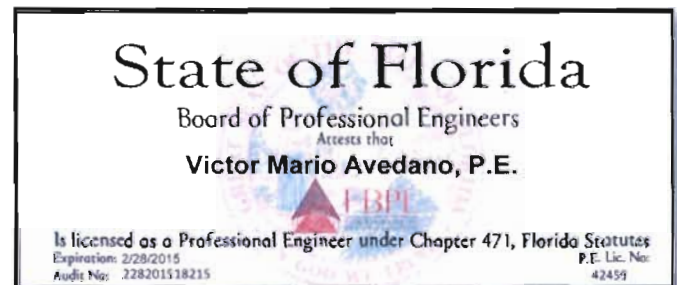 State of Florida
Board of Professional Engineers
Attests that
Victor Mario Avedano, P.E.
FBPE
Is licensed as a Professional Engineer under Chapter 471, Florida Statutes
Expiration: 2/28/2015
P.E. Lic. No:
Audit No: 228201518215
42459